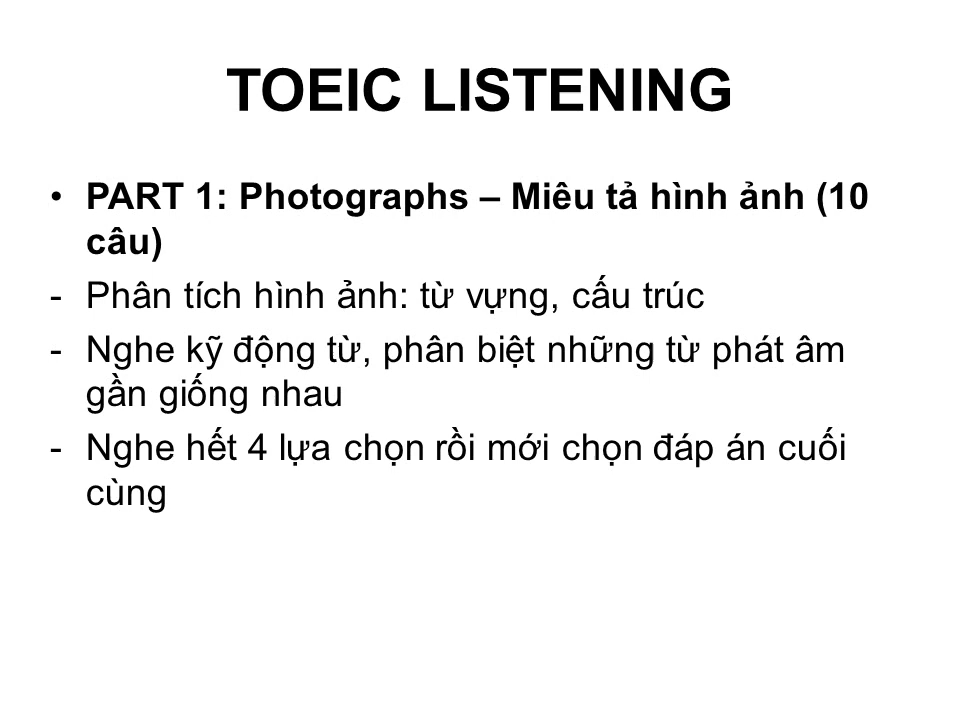 TOEIC LISTENING
• PART 1: Photographs – Miêu tả hình ảnh (10
câu)
- Phân tích hình ảnh: từ vựng, cấu trúc
- Nghe kỹ động từ, phân biệt những từ phát âm
gần giống nhau
- Nghe hết 4 lựa chọn rồi mới chọn đáp án cuối
cùng